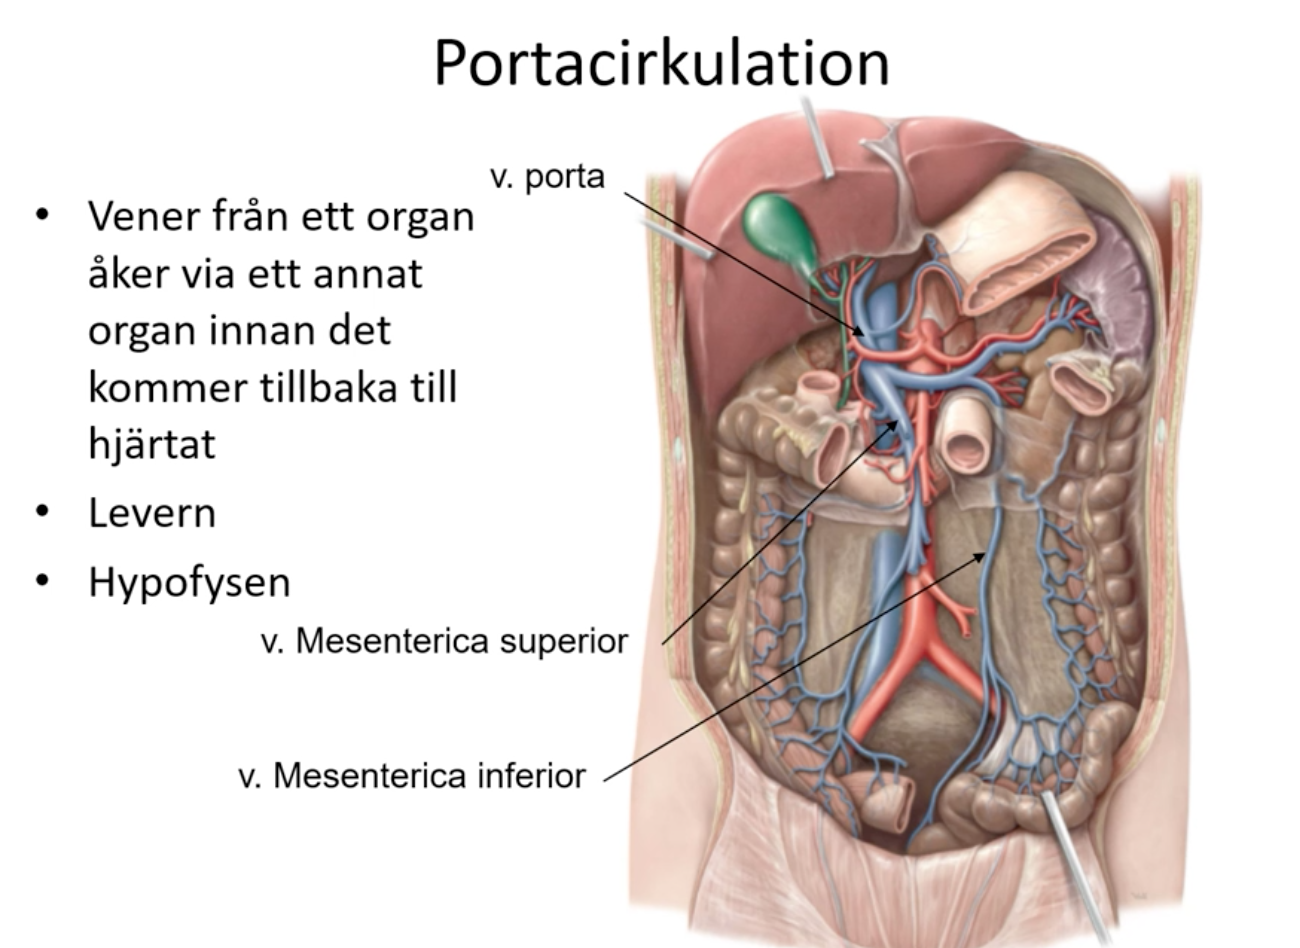 Portacirkulation
v. porta
• Vener från ett organ
åker via ett annat
organ innan det
kommer tillbaka till
hjärtat
• Levern
• Hypofysen
v. Mesenterica superior
v. Mesenterica inferior